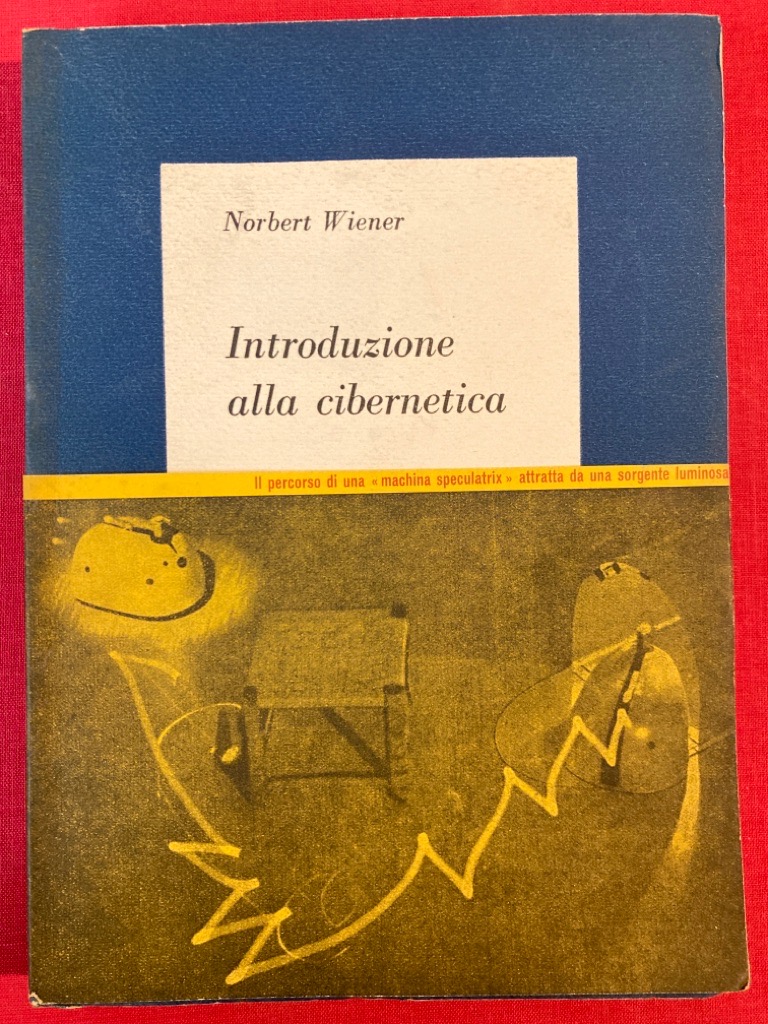 Norbert Wiener
Introduzione
alla cibernetica
Il percorso di una « machina speculatrix » attratta da una sorgente luminosa